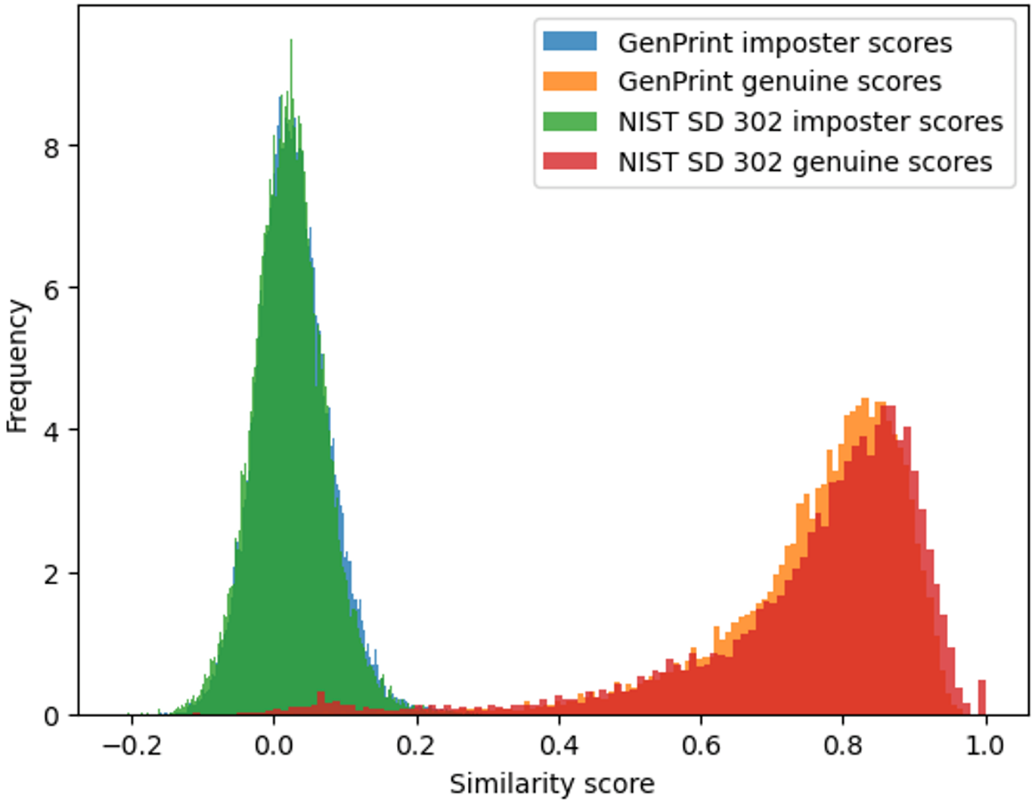 GenPrint imposter scores
GenPrint genuine scores
NIST SD 302 imposter scores
NIST SD 302 genuine scores
8
6
4
2
0
Frequency
−0.2 0.0 0.2 0.4 0.6 0.8 1.0
Similarity score